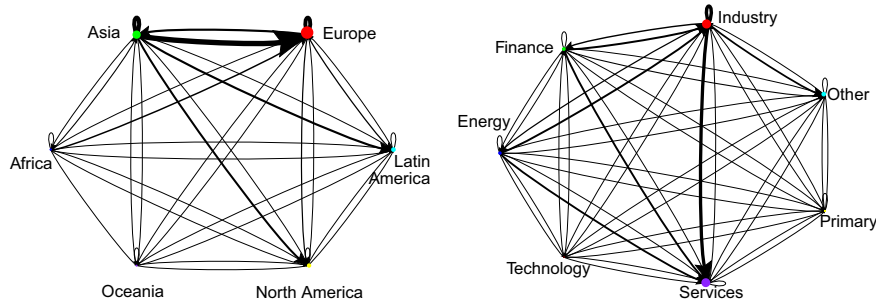 Asia
Europe
Africa
Latin
America
Oceania
North America
Industry
Finance
Other
Energy
Primary
Technology
Services